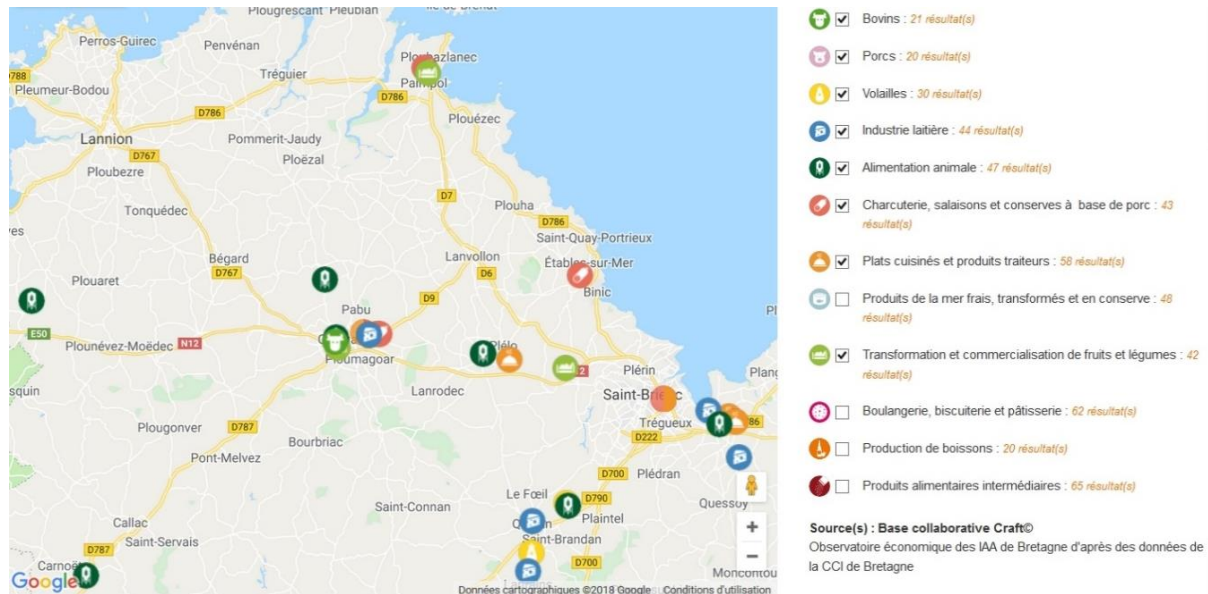 Plougrescant
Pleubian
Perros-Guirec
Penvénan
D788
Tréguier
Ploubazlanec
Paimpol
Pleumeur-Bodou
D786
D786
Plouézec
Lannion
Pommerit-Jaudy
D767
Ploëzal
Ploubezre
D7
Tonquédec
Plouha
D786
Saint-Quay-Portrieux
Bégard
Lanvollon
Étables-sur-Mer
Plouaret
D767
D6
Binic
Pabu
D9
E50
Plounévez-Moëdec
N12
Ploumagoar
Plélo
Plérin
Lanrodec
Saint-Brieuc
Plougonver
D787
Trégueux
Bourbriac
D222
Pont-Melvez
D700
Plédran
Le Fœil
D790
Quessoy
Saint-Connan
Plaintel
Callac
Saint-Brandan
D787
Saint-Servais
D700
Moncontou
Google
Données cartographiques ©2018 Google
Conditions d'utilisation
Bovins : 21 résultat(s)
Porcs : 20 résultat(s)
Volailles : 30 résultat(s)
Industrie laitière : 44 résultat(s)
Alimentation animale : 47 résultat(s)
Charcuterie, salaisons et conserves à base de porc : 43
résultat(s)
Plats cuisinés et produits traiteurs : 58 résultat(s)
Produits de la mer frais, transformés et en conserve : 48
résultat(s)
Transformation et commercialisation de fruits et légumes : 42
résultat(s)
Boulangerie, biscuiterie et pâtisserie : 62 résultat(s)
Production de boissons : 20 résultat(s)
Produits alimentaires intermédiaires : 65 résultat(s)
Source(s) : Base collaborative Craft©
Observatoire économique des IAA de Bretagne d'après des données de
la CCI de Bretagne